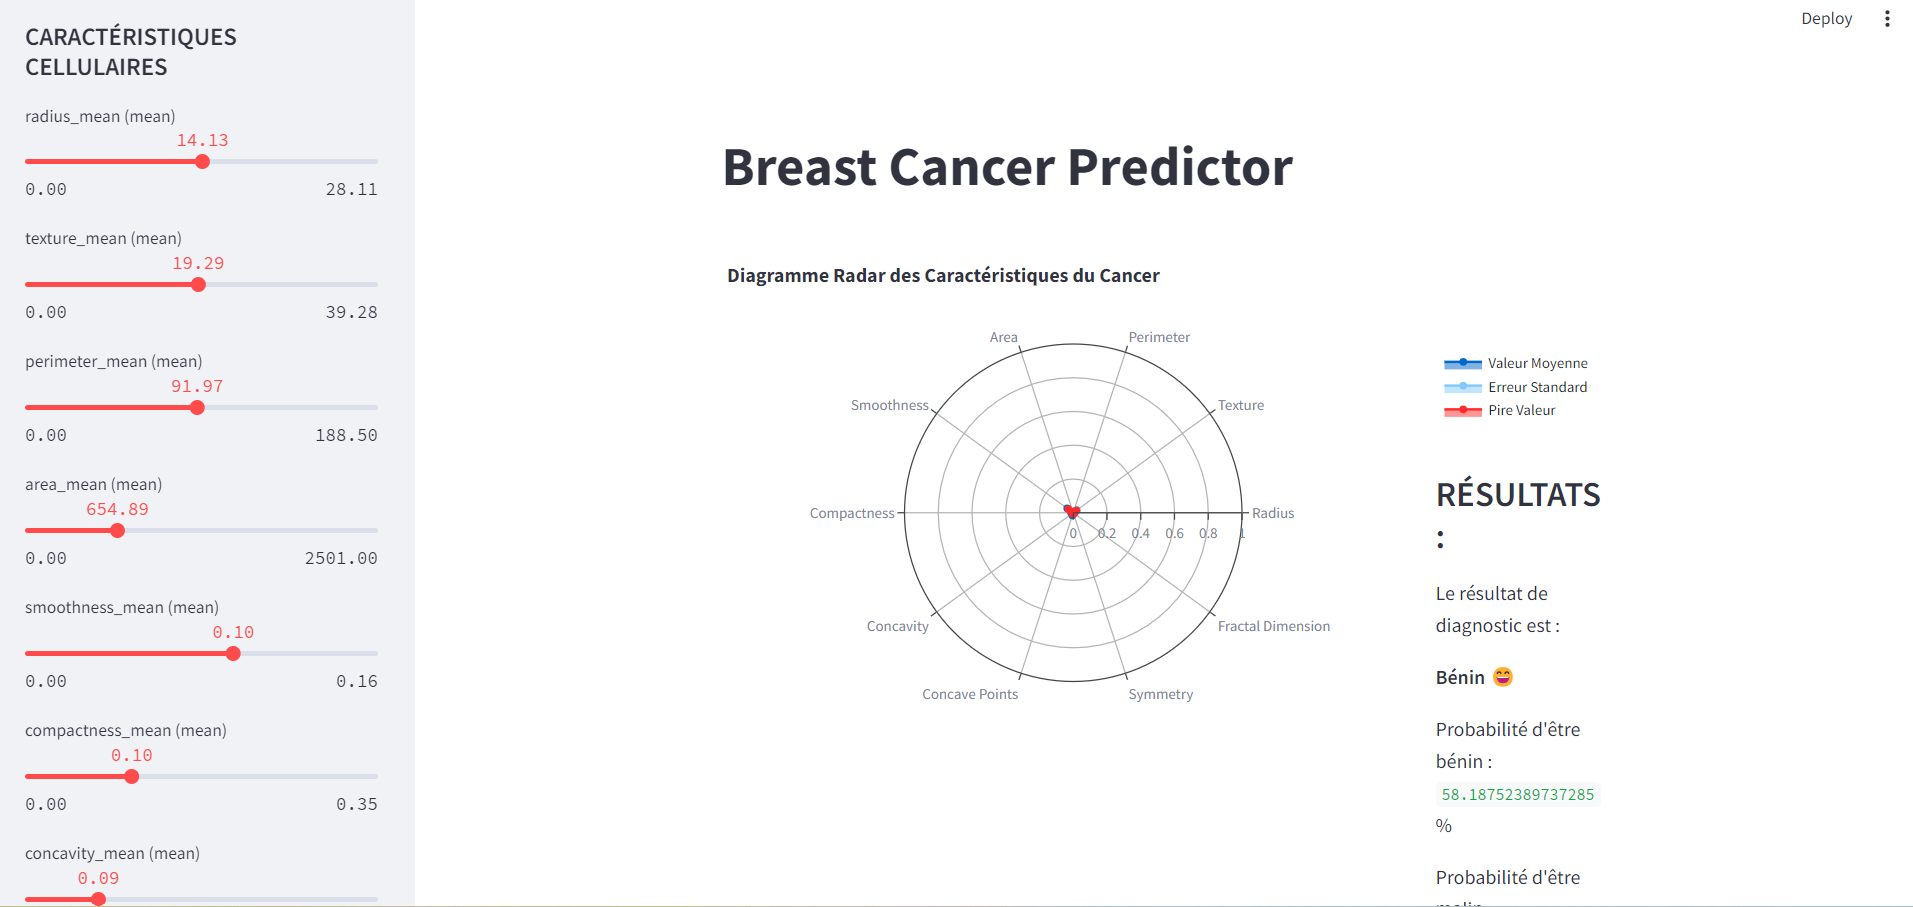 CARACTÉRISTIQUES
CELLULAIRES
radius_mean (mean)
14.13
0.00 28.11
texture_mean (mean)
19.29
0.00 39.28
perimeter_mean (mean)
91.97
0.00 188.50
area_mean (mean)
654.89
0.00 2501.00
smoothness_mean (mean)
0.10
0.00 0.16
compactness_mean (mean)
0.10
0.00 0.35
concavity_mean (mean)
0.09
Deploy
Breast Cancer Predictor
Diagramme Radar des Caractéristiques du Cancer
Area Perimeter
Smoothness Texture
Compactness Radius
0 0.2 0.4 0.6 0.8 1
Concavity Fractal Dimension
Concave Points Symmetry
Valeur Moyenne
Erreur Standard
Pire Valeur
RÉSULTATS
:
Le résultat de
diagnostic est :
Bénin 😄
Probabilité d'être
bénin :
58.18752389737285
%
Probabilité d'être